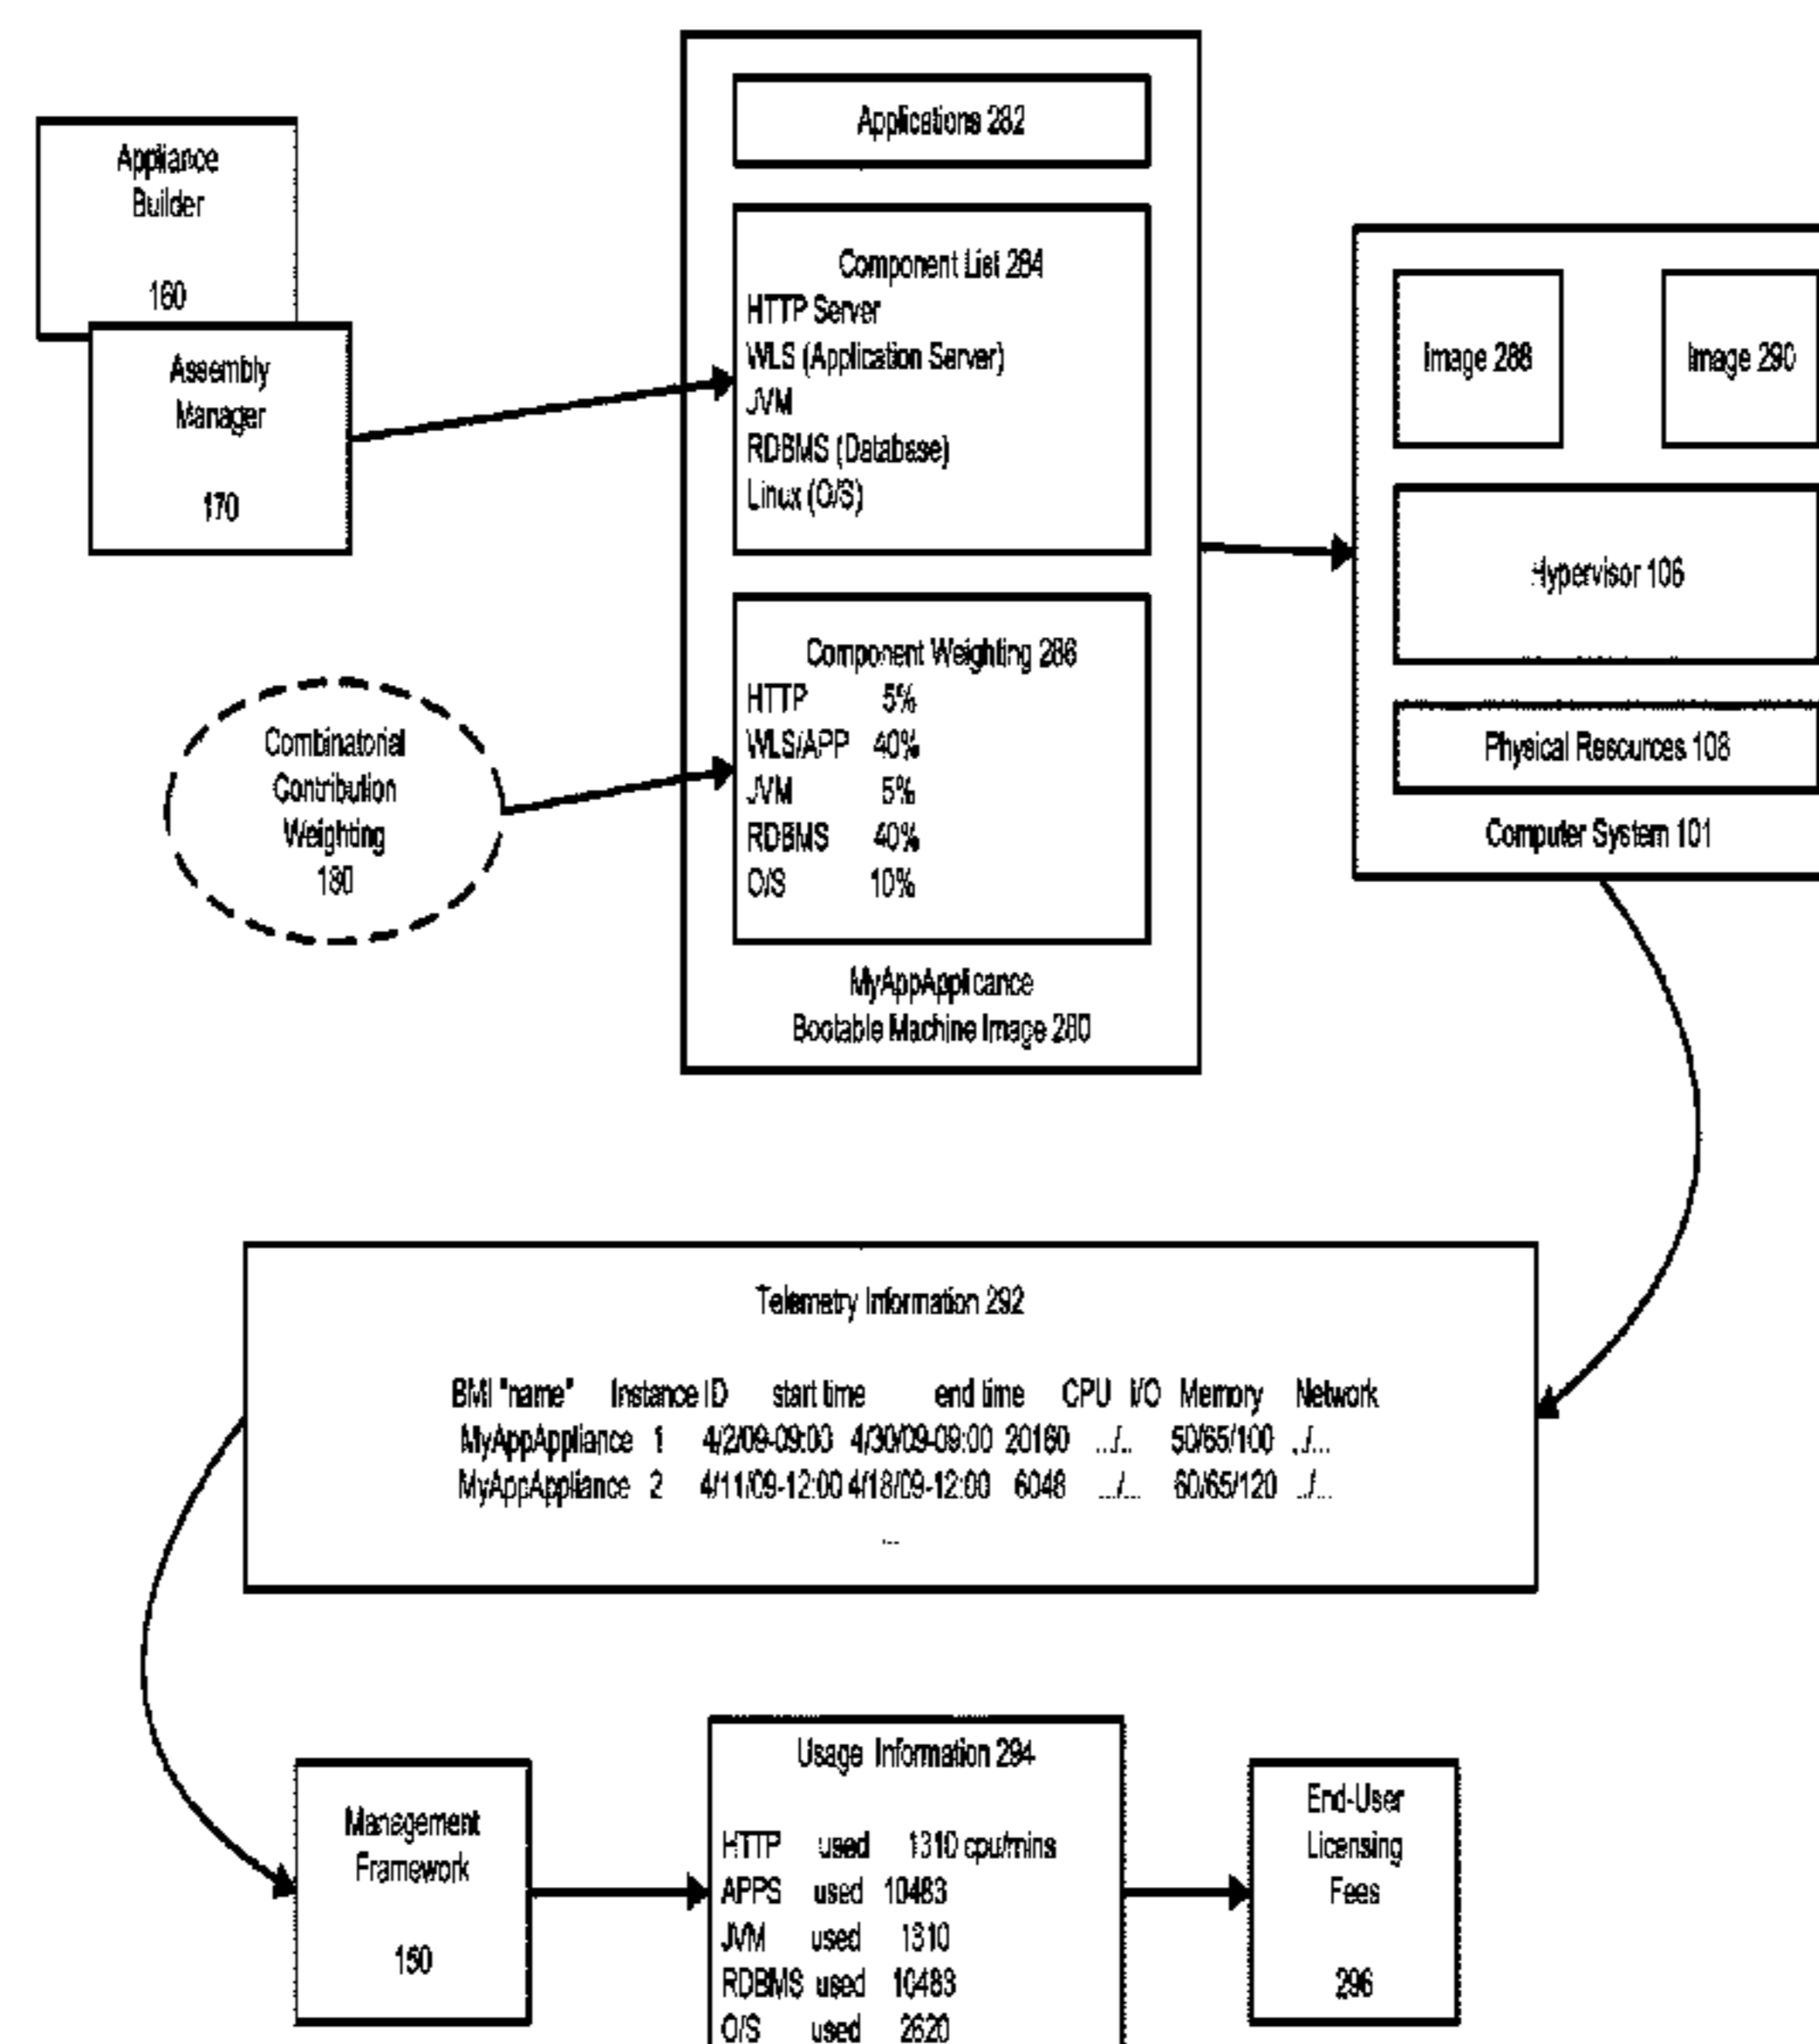 Appliance
Builder
160
Assembly
Manager
170
Applications 282
Component List 284
HTTP Server
WLS (Application Server)
JVM
RDBMS (Database)
Linux (O/S)
Combinatorial
Contribution
Weighting
180
Component Weighting 286
HTTP 5%
WLS/APP 40%
JVM 5%
RDBMS 40%
O/S 10%
MyAppApplicance
Bootable Machine Image 280
Image 288
Image 290
Hypervisor 106
Physical Resources 108
Computer System 101
Telemetry Information 292
BMI "name" Instance ID start time end time CPU I/O Memory Network
MyAppAppliance 1 4/2/09-09:00 4/30/09-09:00 20160 .../.. 50/65/100 ../...
MyAppAppliance 2 4/11/09-12:00 4/18/09-12:00 6048 .../... 60/65/120 ../...
...
Management
Framework
150
Usage Information 294
HTTP used 1310 cpu/mins
APPS used 10483
JVM used 1310
RDBMS used 10483
O/S used 2620
End-User
Licensing
Fees
296